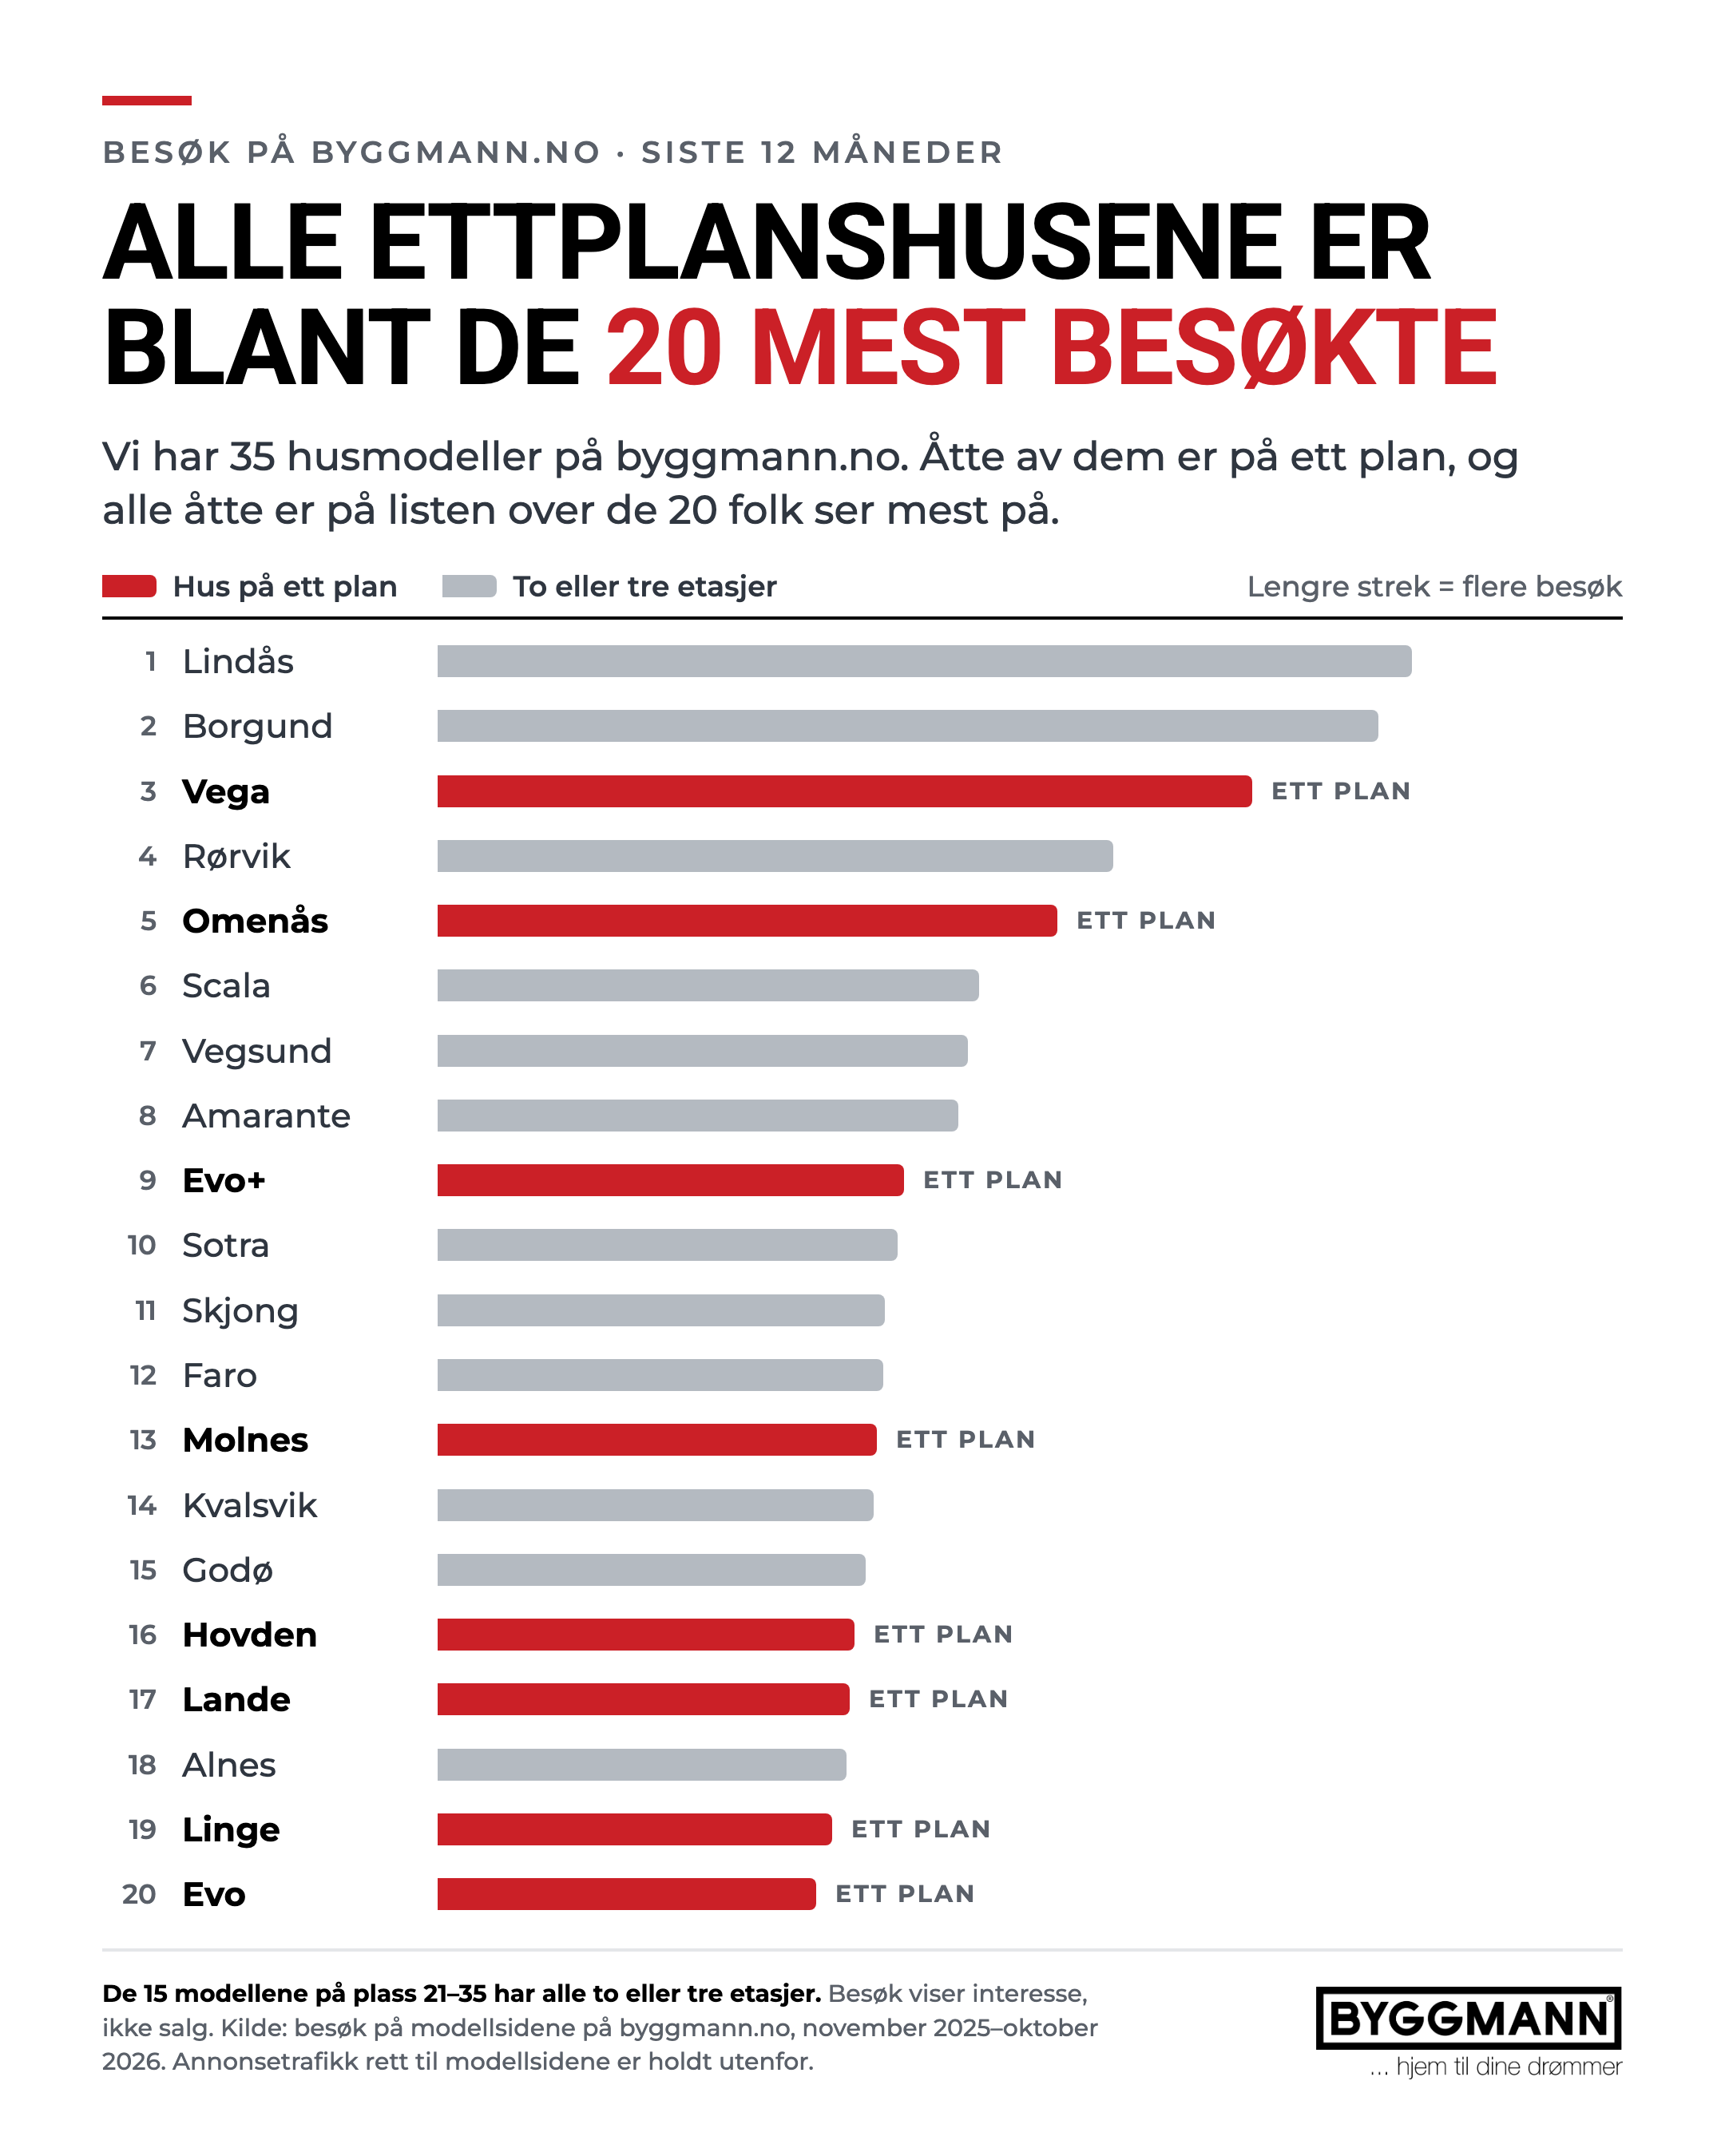 BESØK PÅ BYGGMANN.NO · SISTE 12 MÅNEDER
ALLE ETTPLANSHUSENE ER
BLANT DE 20 MEST BESØKTE
Vi har 35 husmodeller på byggmann.no. Åtte av dem er på ett plan, og
alle åtte er på listen over de 20 folk ser mest på.
Hus på ett plan To eller tre etasjer Lengre strek = flere besøk
1 Lindås
2 Borgund
3 Vega ETT PLAN
4 Rørvik
5 Omenås ETT PLAN
6 Scala
7 Vegsund
8 Amarante
9 Evo+ ETT PLAN
10 Sotra
11 Skjong
12 Faro
13 Molnes ETT PLAN
14 Kvalsvik
15 Godø
16 Hovden ETT PLAN
17 Lande ETT PLAN
18 Alnes
19 Linge ETT PLAN
20 Evo ETT PLAN
De 15 modellene på plass 21–35 har alle to eller tre etasjer. Besøk viser interesse,
ikke salg. Kilde: besøk på modellsidene på byggmann.no, november 2025–oktober
2026. Annonsetrafikk rett til modellsidene er holdt utenfor.
BYGGMANN®
... hjem til dine drømmer